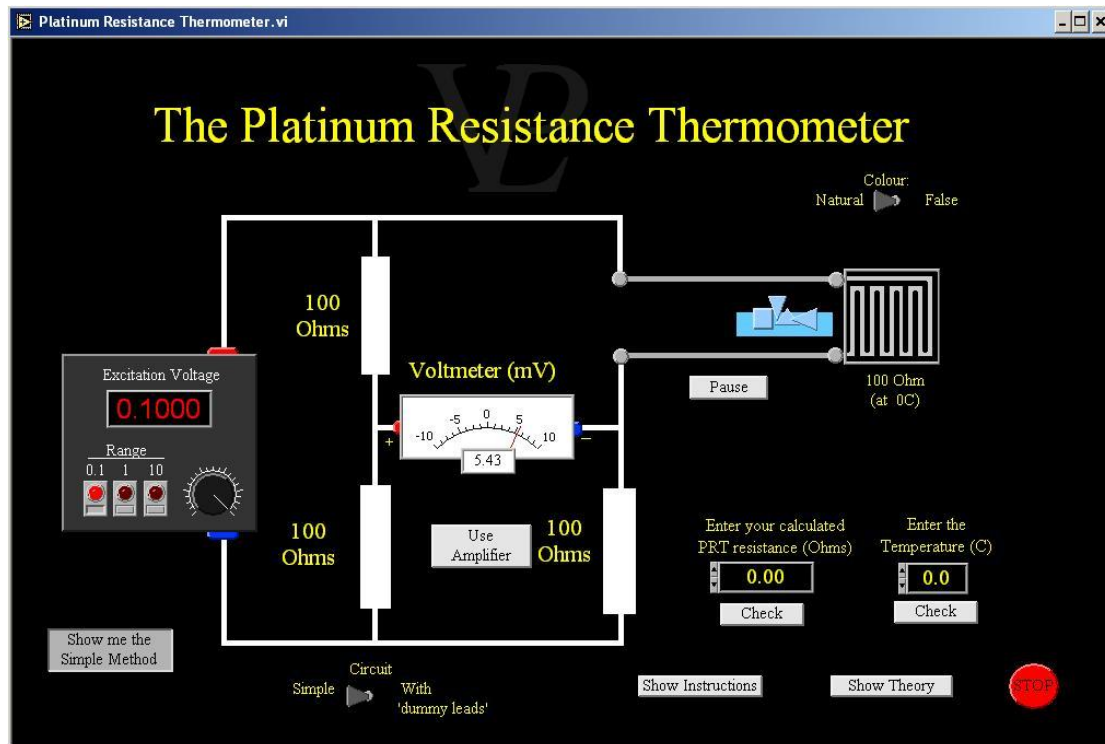 Platinum Resistance Thermometer.vi
The Platinum Resistance Thermometer
Colour:
Natural
False
100
Ohms
Voltmeter (mV)
-10
-5
0
5
10
+
−
5.43
Pause
100 Ohm
(at 0C)
Excitation Voltage
0.1000
Range
0.1 1 10
100
Ohms
Use
Amplifier
100
Ohms
Enter your calculated
PRT resistance (Ohms)
0.00
Check
Enter the
Temperature (C)
0.0
Check
Show me the
Simple Method
Circuit
Simple
With
'dummy leads'
Show Instructions
Show Theory
STOP